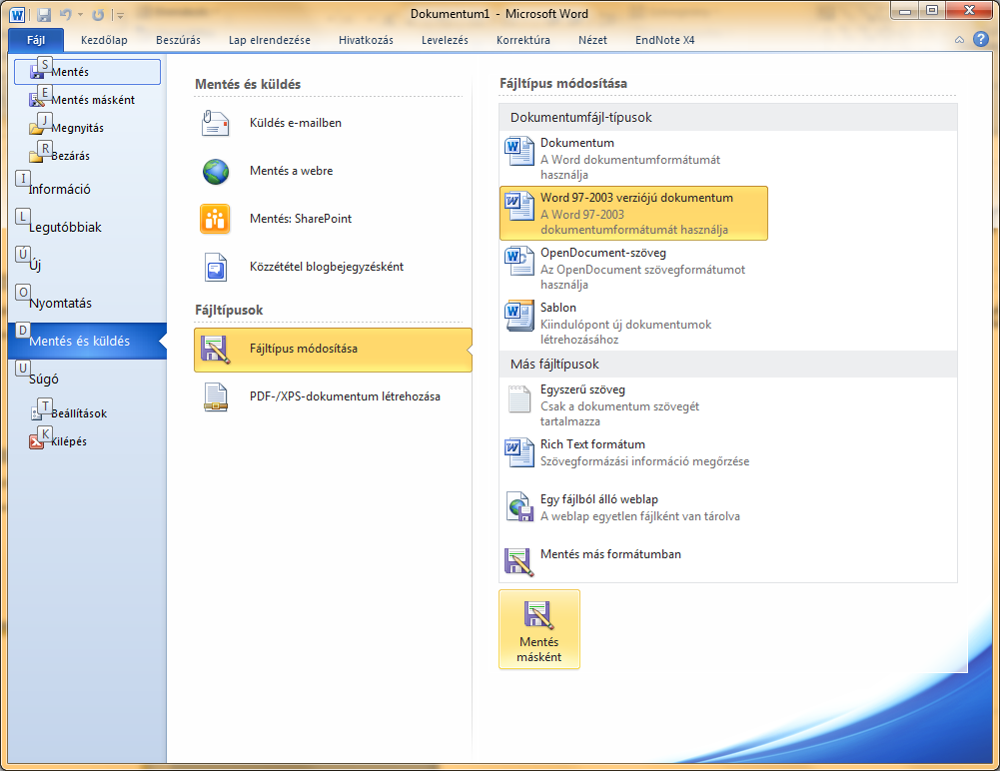 Dokumentum1 - Microsoft Word
Fájl Kezdőlap Beszúrás Lap elrendezése Hivatkozás Levelezés Korrektúra Nézet EndNote X4
S
Mentés
E
Mentés másként
J
Megnyitás
R
Bezárás
I
Információ
L
Legutóbbiak
Ú
Új
O
Nyomtatás
D
Mentés és küldés
U
Súgó
T
Beállítások
K
Kilépés
Mentés és küldés
Küldés e-mailben
Mentés a webre
Mentés: SharePoint
Közzététel blogbejegyzésként
Fájltípusok
Fájltípus módosítása
PDF-/XPS-dokumentum létrehozása
Fájltípus módosítása
Dokumentumfájl-típusok
Dokumentum
A Word dokumentumformátumát
használja
Word 97-2003 verziójú dokumentum
A Word 97-2003
dokumentumformátumát használja
OpenDocument-szöveg
Az OpenDocument szövegformátumot
használja
Sablon
Kiindulópont új dokumentumok
létrehozásához
Más fájltípusok
Egyszerű szöveg
Csak a dokumentum szövegét
tartalmazza
Rich Text formátum
Szövegformázási információ megőrzése
Egy fájlból álló weblap
A weblap egyetlen fájlként van tárolva
Mentés más formátumban
Mentés
másként